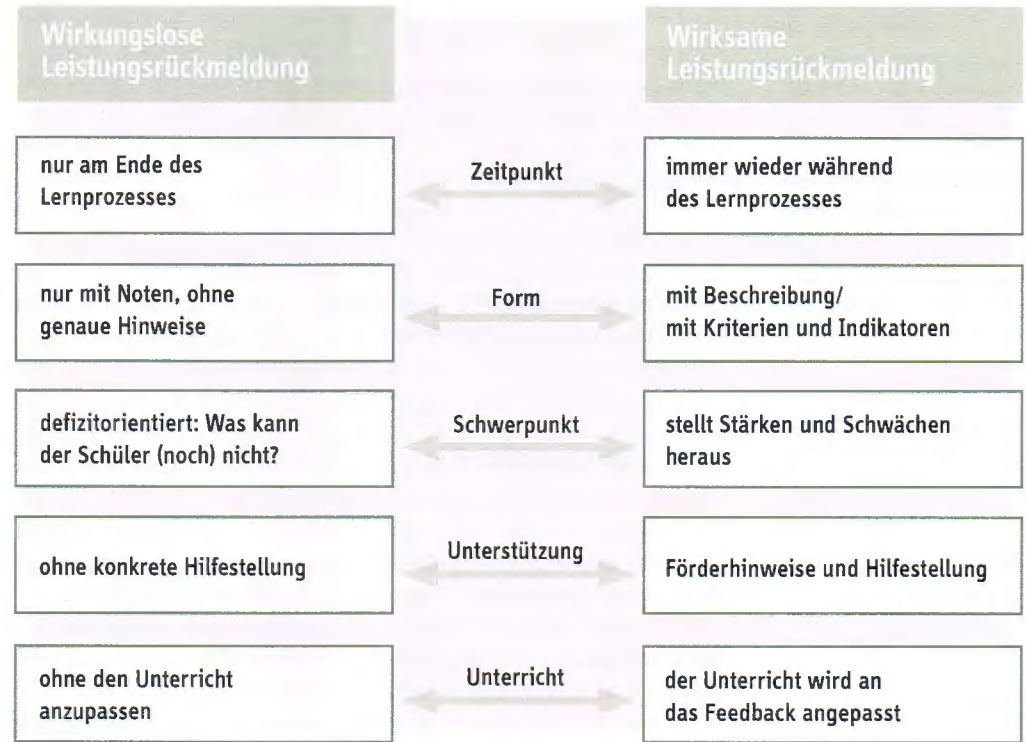 Wirkungslose
Leistungsrückmeldung
Wirksame
Leistungsrückmeldung
nur am Ende des
Lernprozesses
Zeitpunkt
immer wieder während
des Lernprozesses
nur mit Noten, ohne
genaue Hinweise
Form
mit Beschreibung/
mit Kriterien und Indikatoren
defizitorientiert: Was kann
der Schüler (noch) nicht?
Schwerpunkt
stellt Stärken und Schwächen
heraus
ohne konkrete Hilfestellung
Unterstützung
Förderhinweise und Hilfestellung
ohne den Unterricht
anzupassen
Unterricht
der Unterricht wird an
das Feedback angepasst